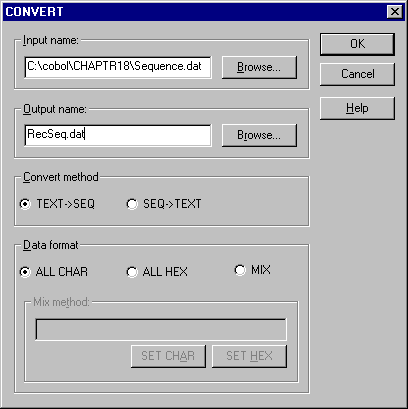 CONVERT
Input name:
C:\cobol\CHAPTR18\Sequence.dat
Browse...
OK
Cancel
Help
Output name:
RecSeq.dat
Browse...
Convert method
TEXT->SEQ
SEQ->TEXT
Data format
ALL CHAR
ALL HEX
MIX
Mix method:
SET CHAR
SET HEX